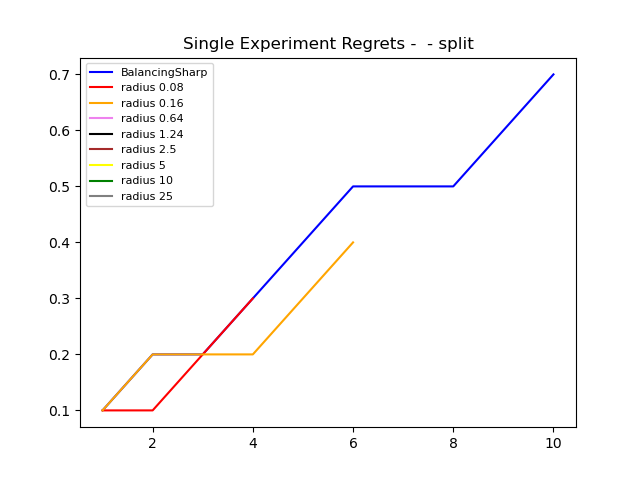 Single Experiment Regrets -  - split
BalancingSharp
radius 0.08
radius 0.16
radius 0.64
radius 1.24
radius 2.5
radius 5
radius 10
radius 25
0.7
0.6
0.5
0.4
0.3
0.2
0.1
2 4 6 8 10